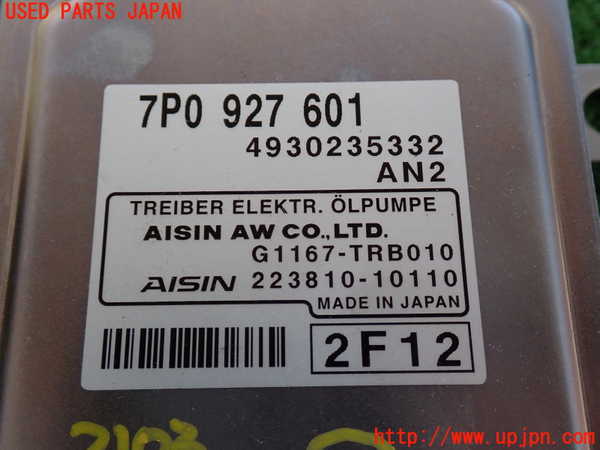 USED PARTS JAPAN
7P0 927 601
4930235332
AN2
TREIBER ELEKTR. ÖLPUMPE
AISIN AW CO.,LTD.
G1167-TRB010
AISIN 223810-10110
MADE IN JAPAN
2F12
2103
http://www.upjpn.com/